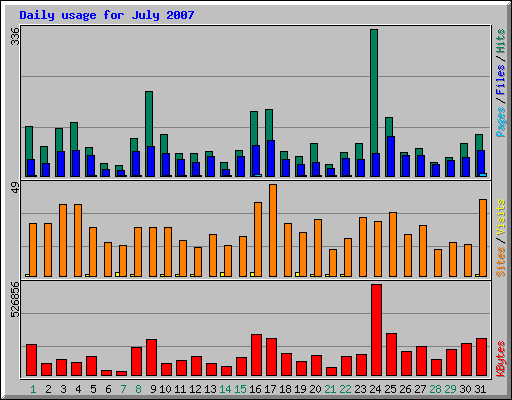 Daily usage for July 2007
336
Pages / Files / Hits
49
Sites / Visits
526856
KBytes
1 2 3 4 5 6 7 8 9 10 11 12 13 14 15 16 17 18 19 20 21 22 23 24 25 26 27 28 29 30 31